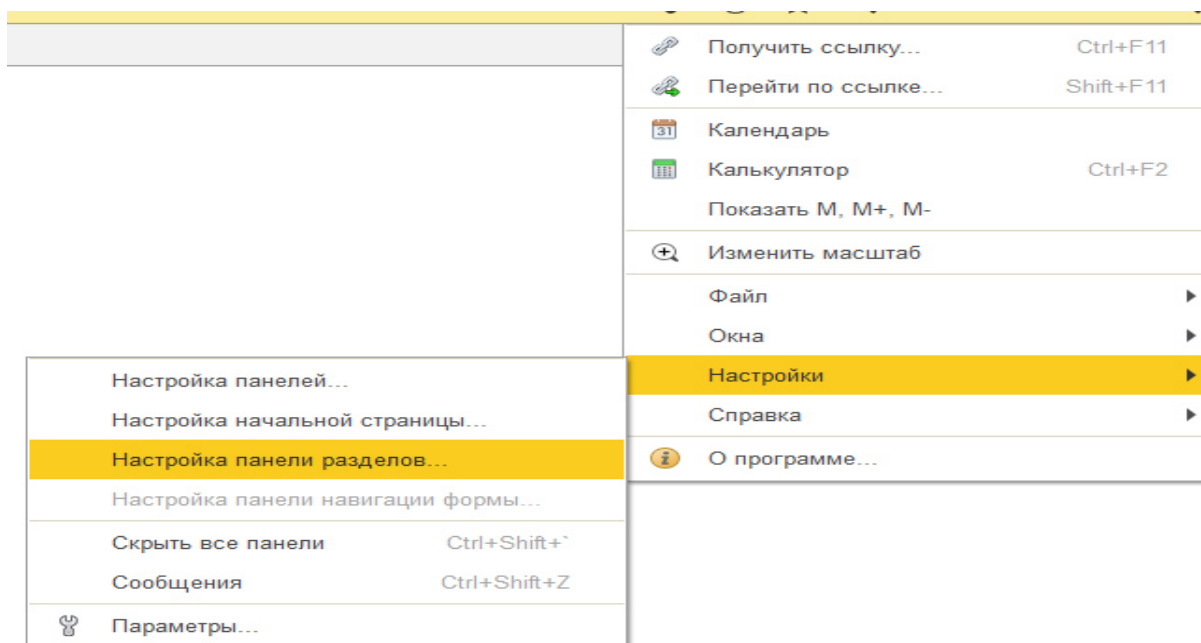 Получить ссылку... Ctrl+F11
Перейти по ссылке... Shift+F11
31
Календарь
Калькулятор Ctrl+F2
Показать M, M+, M-
Изменить масштаб
Файл
Окна
Настройки
Справка
О программе...
Настройка панелей...
Настройка начальной страницы...
Настройка панели разделов...
Настройка панели навигации формы...
Скрыть все панели Ctrl+Shift+`
Сообщения Ctrl+Shift+Z
Параметры...